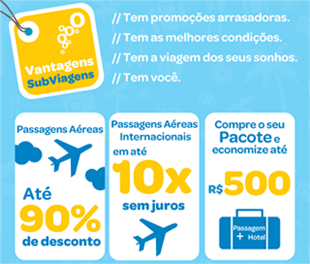 // Tem promoções arrasadoras.
// Tem as melhores condições.
// Tem a viagem dos seus sonhos.
// Tem você.
Vantagens
SubViagens
Passagens Aéreas
Até
90%
de desconto
Passagens Aéreas
Internacionais
em até
10x
sem juros
Compre o seu
Pacote e
economize até
R$500
Passagem
+ Hotel